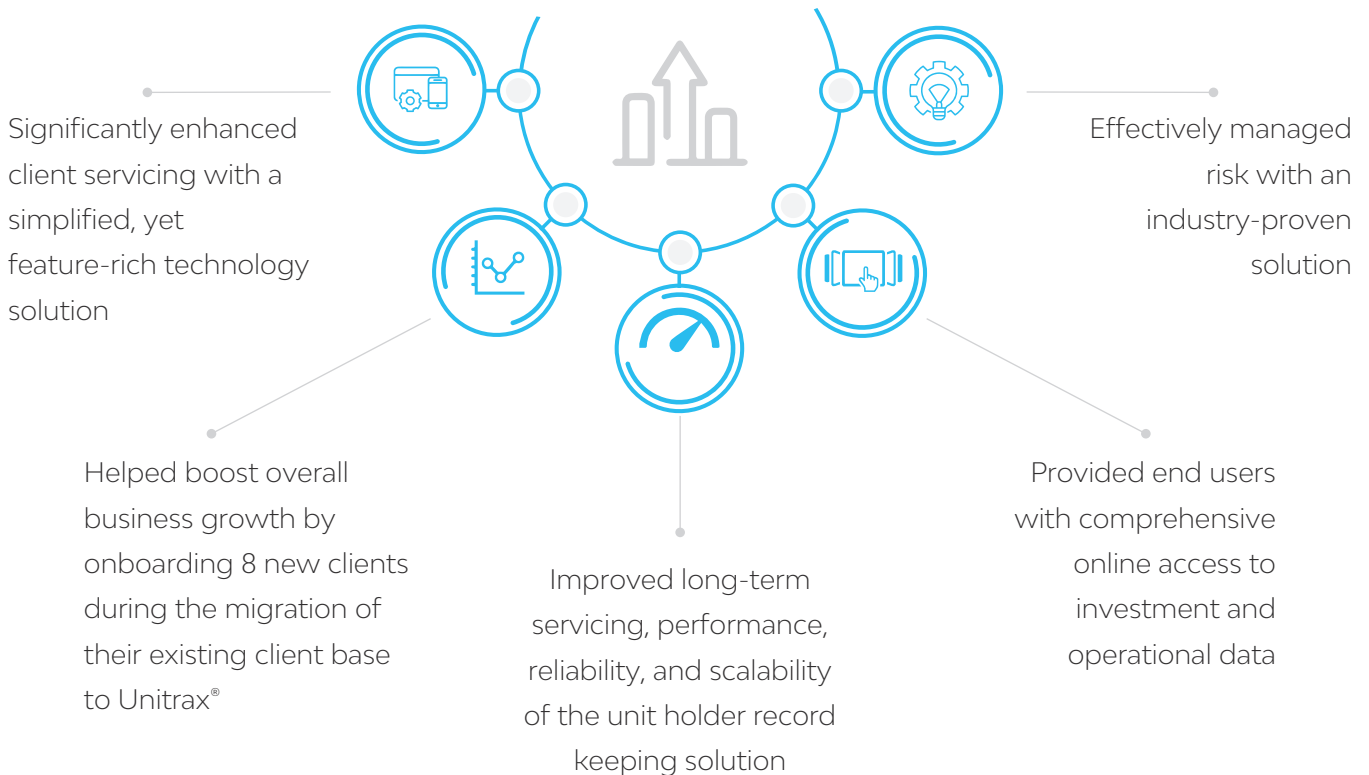 Significantly enhanced
client servicing with a
simplified, yet
feature-rich technology
solution
Helped boost overall
business growth by
onboarding 8 new clients
during the migration of
their existing client base
to Unitrax®
Improved long-term
servicing, performance,
reliability, and scalability
of the unit holder record
keeping solution
Provided end users
with comprehensive
online access to
investment and
operational data
Effectively managed
risk with an
industry-proven
solution